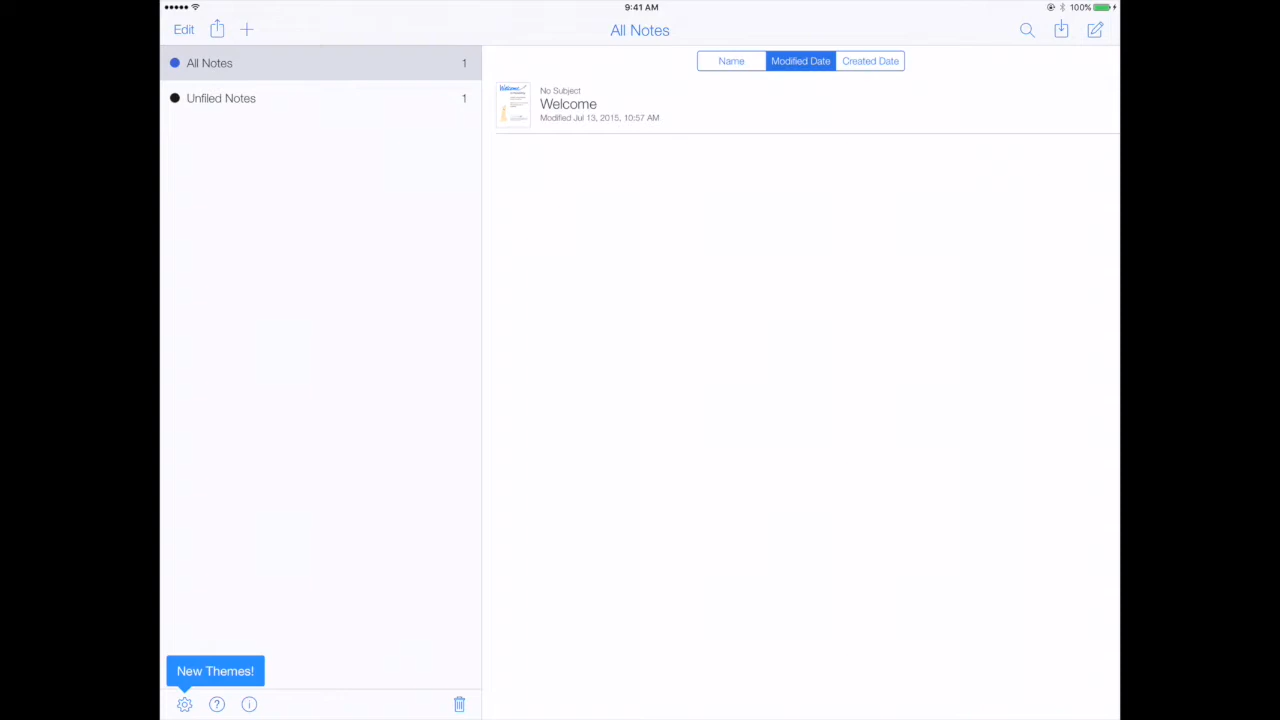 9:41 AM
100%
Edit
All Notes
All Notes 1
Unfiled Notes 1
Name Modified Date Created Date
Welcome
No Subject
Welcome
Modified Jul 13, 2015, 10:57 AM
New Themes!